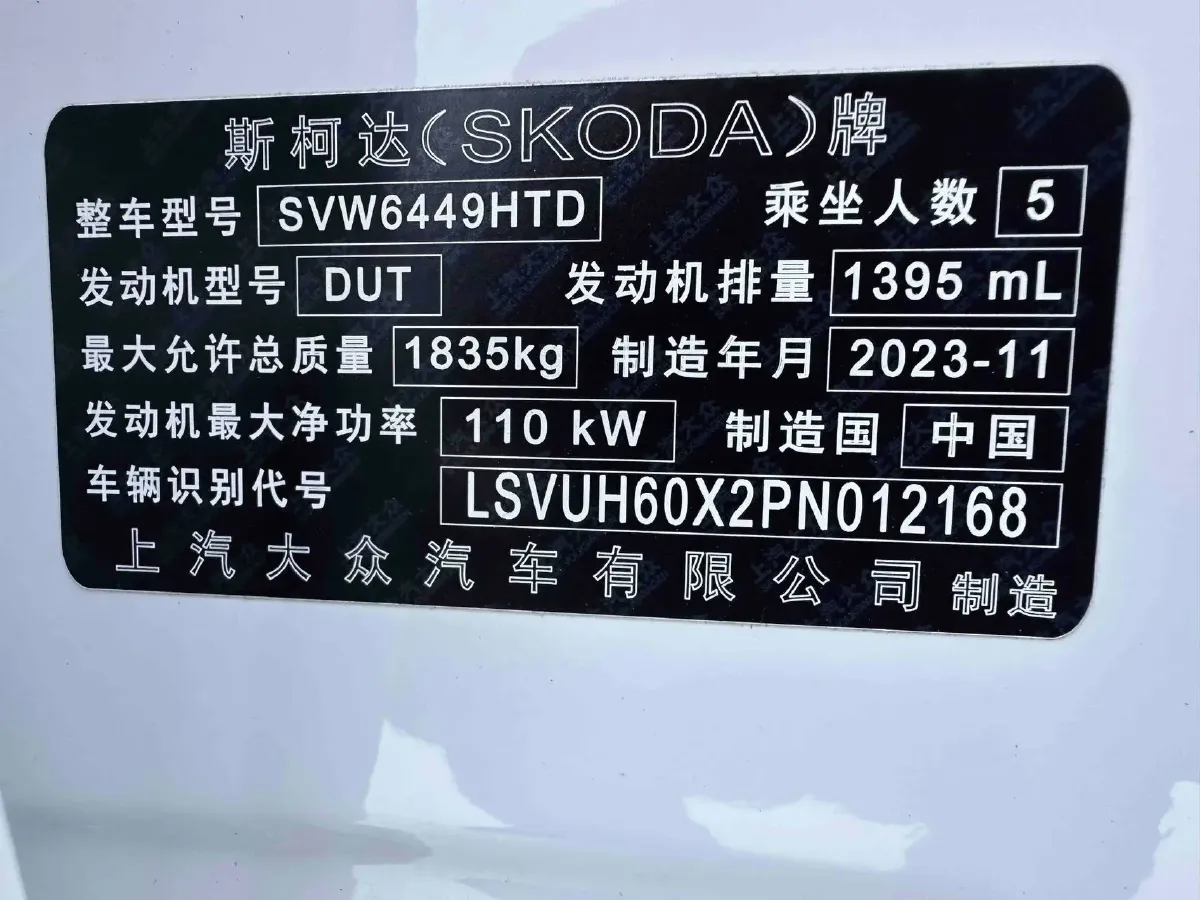 斯柯达(SKODA)牌
整车型号 SVW6449HTD 乘坐人数 5
发动机型号 DUT 发动机排量 1395 mL
最大允许总质量 1835kg 制造年月 2023-11
发动机最大净功率 110 kW 制造国 中国
车辆识别代号 LSVUH60X2PN012168
上汽大众汽车有限公司 制造